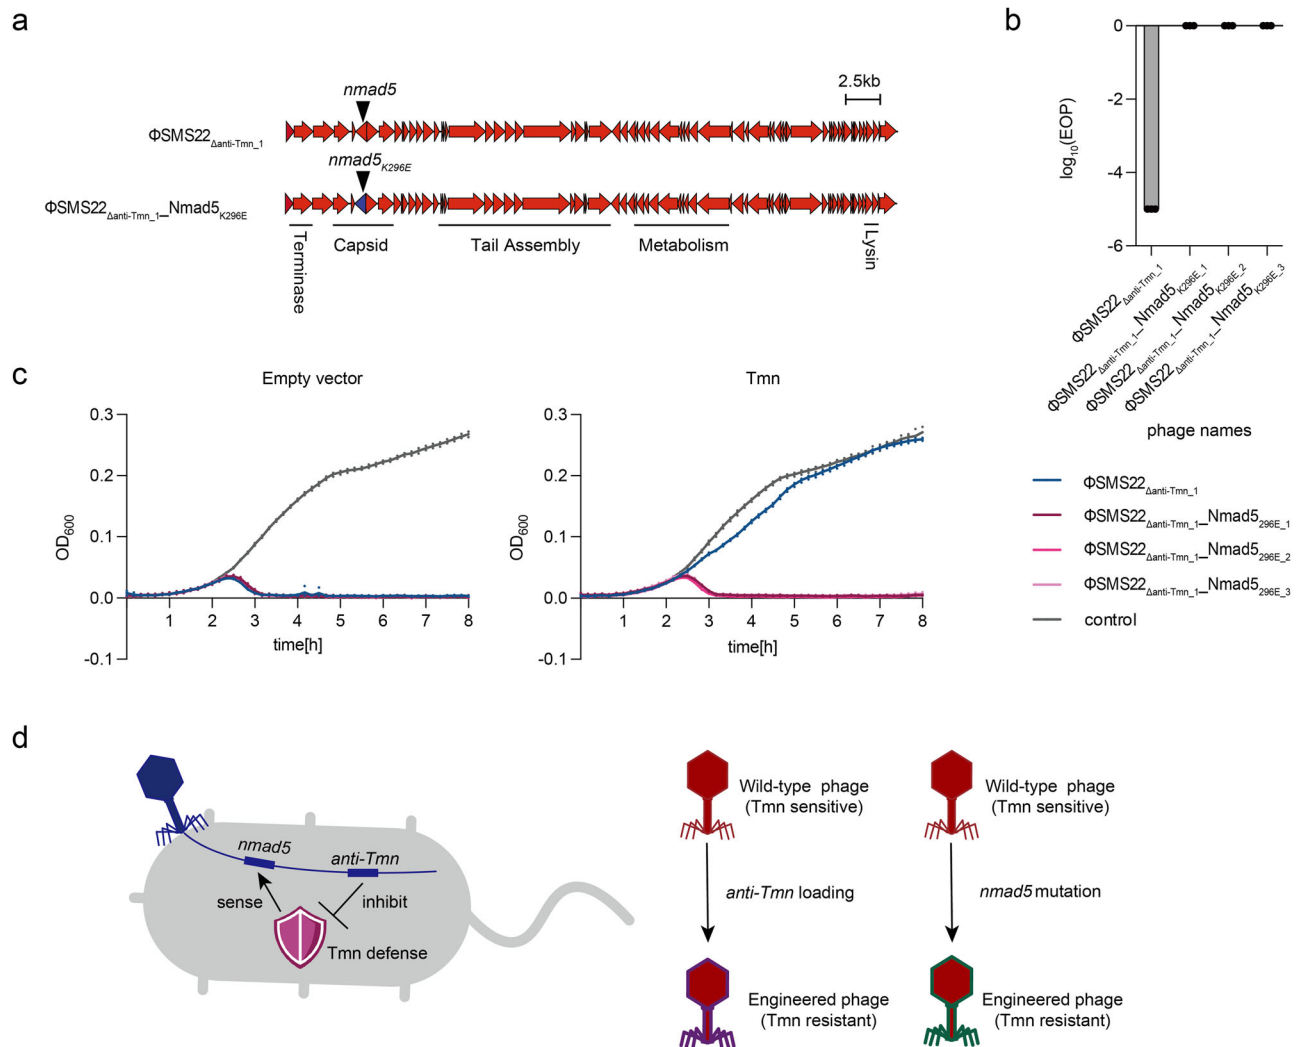 a
nmad5
2.5kb
ΦSMS22Δanti-Tmn_1
nmad5K296E
ΦSMS22Δanti-Tmn_1_Nmad5K296E
Terminase
Capsid
Tail Assembly
Metabolism
Lysin
b
0
-2
-4
-6
log10(EOP)
ΦSMS22Δanti-Tmn_1
ΦSMS22Δanti-Tmn_1_Nmad5K296E_1
ΦSMS22Δanti-Tmn_1_Nmad5K296E_2
ΦSMS22Δanti-Tmn_1_Nmad5K296E_3
phage names
c
Empty vector
OD600
0.3
0.2
0.1
0.0
-0.1
1 2 3 4 5 6 7 8
time[h]
Tmn
OD600
0.3
0.2
0.1
0.0
-0.1
1 2 3 4 5 6 7 8
time[h]
ΦSMS22Δanti-Tmn_1
ΦSMS22Δanti-Tmn_1_Nmad5296E_1
ΦSMS22Δanti-Tmn_1_Nmad5296E_2
ΦSMS22Δanti-Tmn_1_Nmad5296E_3
control
d
nmad5
anti-Tmn
sense
inhibit
Tmn defense
Wild-type phage
(Tmn sensitive)
anti-Tmn loading
Engineered phage
(Tmn resistant)
Wild-type phage
(Tmn sensitive)
nmad5 mutation
Engineered phage
(Tmn resistant)